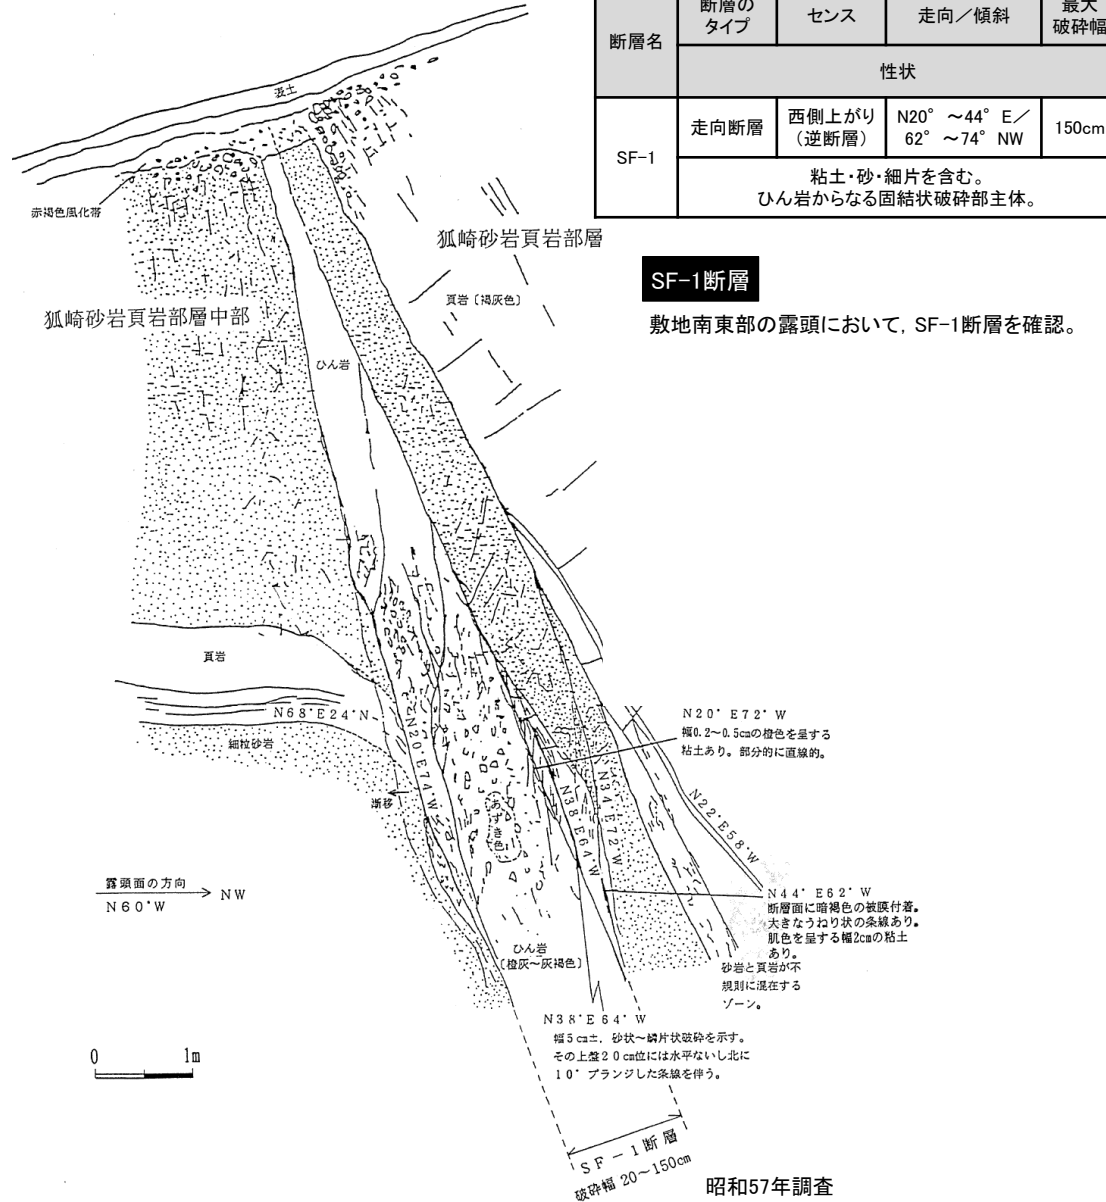 断層名
断層の
タイプ
センス
走向／傾斜
最大
破砕幅
性状
SF-1
走向断層
西側上がり
（逆断層）
N20°～44°E／
62°～74°NW
150cm
粘土・砂・細片を含む。
ひん岩からなる固結状破砕部主体。
SF-1断層
敷地南東部の露頭において，SF-1断層を確認。
表土
赤褐色風化帯
狐崎砂岩頁岩部層
頁岩〔褐灰色〕
狐崎砂岩頁岩部層中部
ひん岩
頁岩
N68°E24°N
細粒砂岩
漸移
N20°E74°W
あずき色
N38°E64°W
N34°E72°W
N20°E72°W
幅0.2～0.5cmの橙色を呈する
粘土あり。部分的に直線的。
N22°E58°W
N44°E62°W
断層面に暗褐色の被膜付着。
大きなうねり状の条線あり。
肌色を呈する幅2cmの粘土
あり。
砂岩と頁岩が不
規則に混在する
ゾーン。
露頭面の方向
N60°W
NW
ひん岩
〔橙灰～灰褐色〕
N38°E64°W
幅5cm±，砂状～鱗片状破砕を示す。
その上盤20cm位には水平ないし北に
10°プランジした条線を伴う。
0 1m
SF-1断層
破砕幅 20～150cm
昭和57年調査